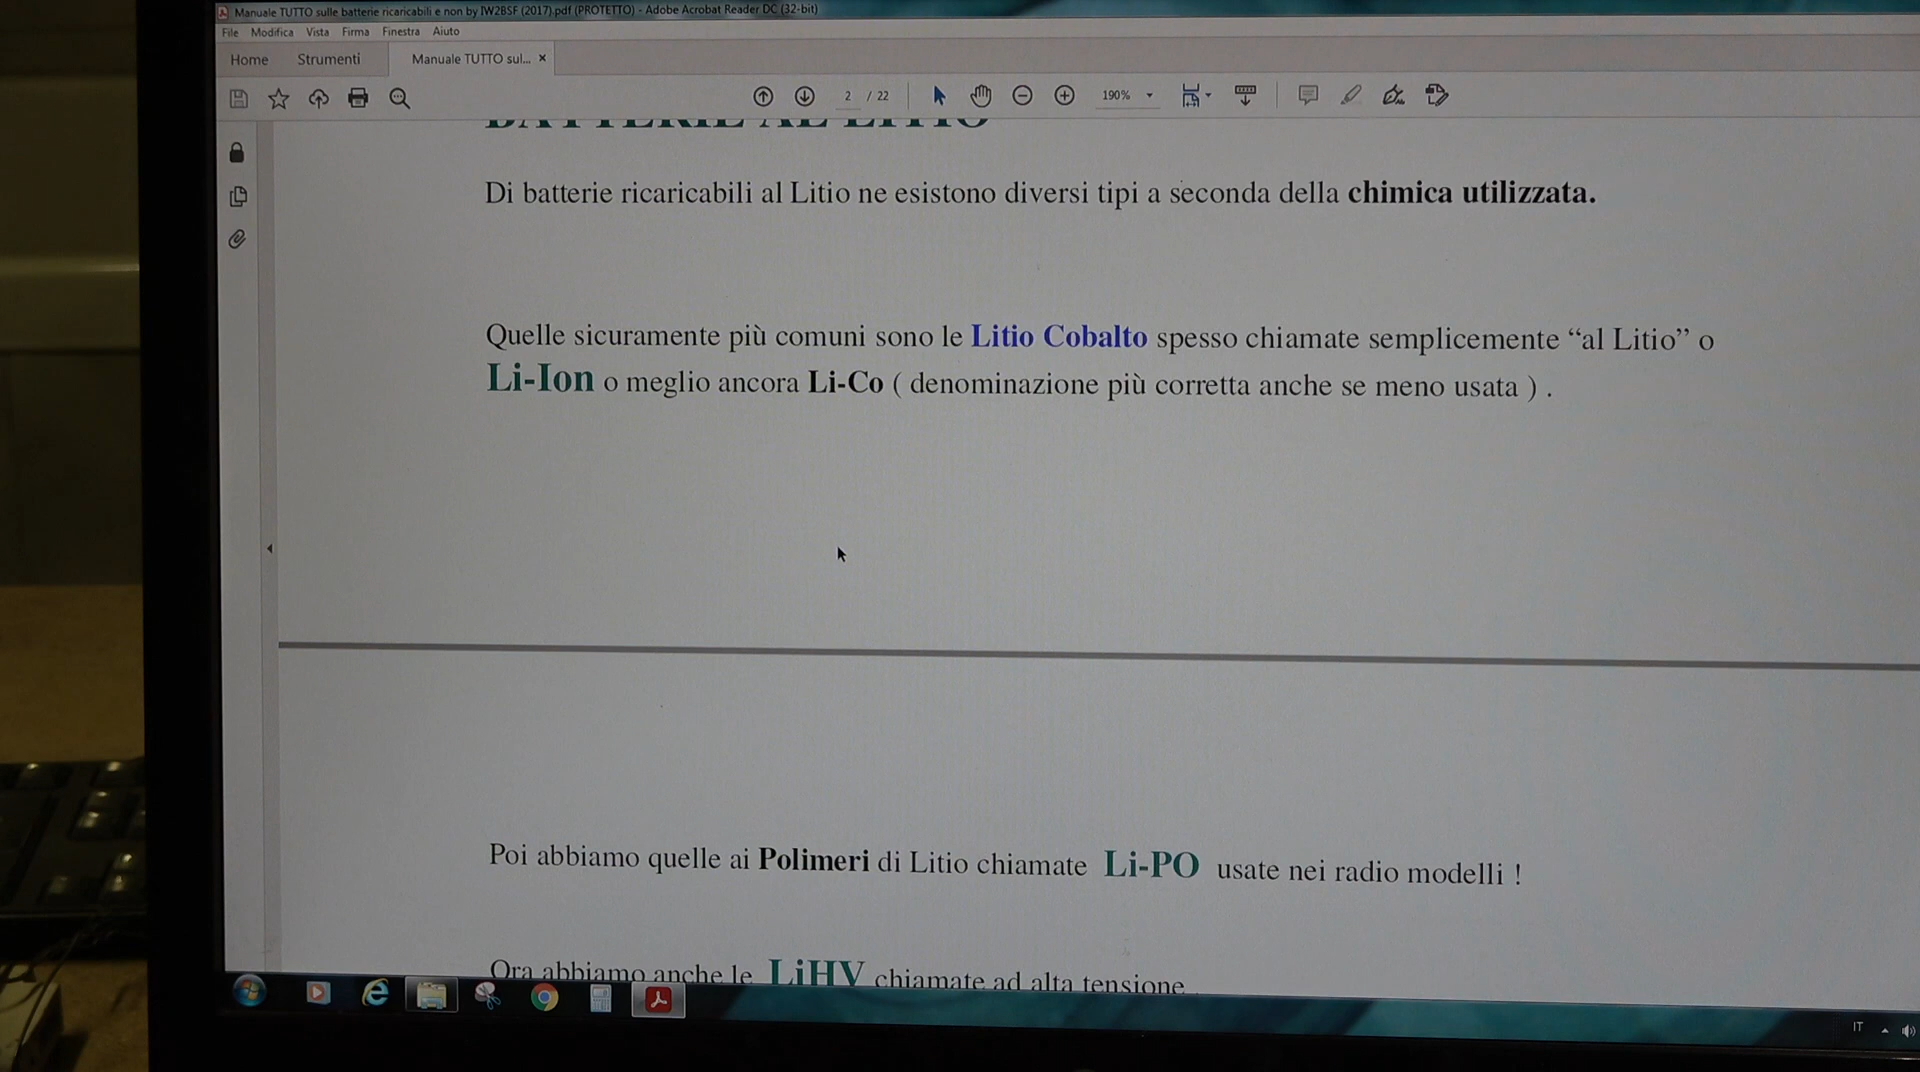 Manuale TUTTO sulle batterie ricaricabili e non by IW2BSF (2017).pdf (PROTETTO) - Adobe Acrobat Reader DC (32-bit)
File Modifica Vista Firma Finestra Aiuto
Home Strumenti Manuale TUTTO sul... ×
2 / 22 190%
BATTERIE AL LITIO
Di batterie ricaricabili al Litio ne esistono diversi tipi a seconda della chimica utilizzata.
Quelle sicuramente più comuni sono le Litio Cobalto spesso chiamate semplicemente “al Litio” o
Li-Ion o meglio ancora Li-Co ( denominazione più corretta anche se meno usata ) .
Poi abbiamo quelle ai Polimeri di Litio chiamate Li-PO usate nei radio modelli !
Ora abbiamo anche le LiHV chiamate ad alta tensione
IT